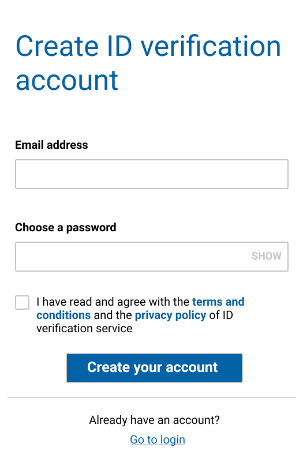 Create ID verification
account
Email address
Choose a password
SHOW
I have read and agree with the terms and
conditions and the privacy policy of ID
verification service
Create your account
Already have an account?
Go to login